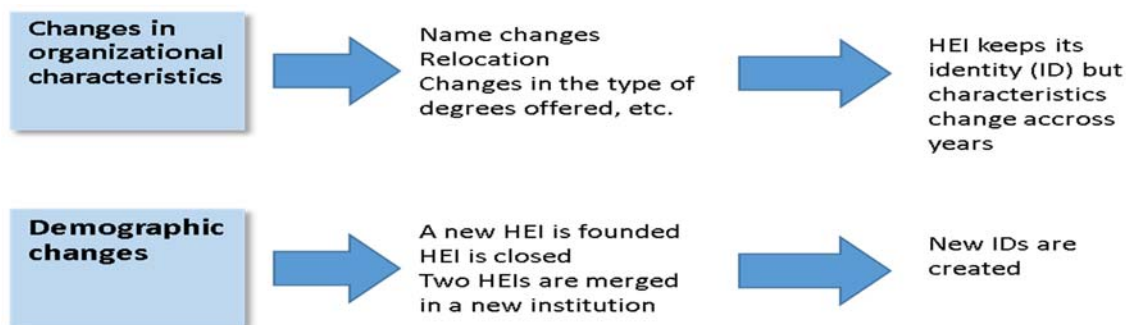 Changes in
organizational
characteristics
Name changes
Relocation
Changes in the type of
degrees offered, etc.
HEI keeps its
identity (ID) but
characteristics
change accross
years
Demographic
changes
A new HEI is founded
HEI is closed
Two HEIs are merged
in a new institution
New IDs are
created